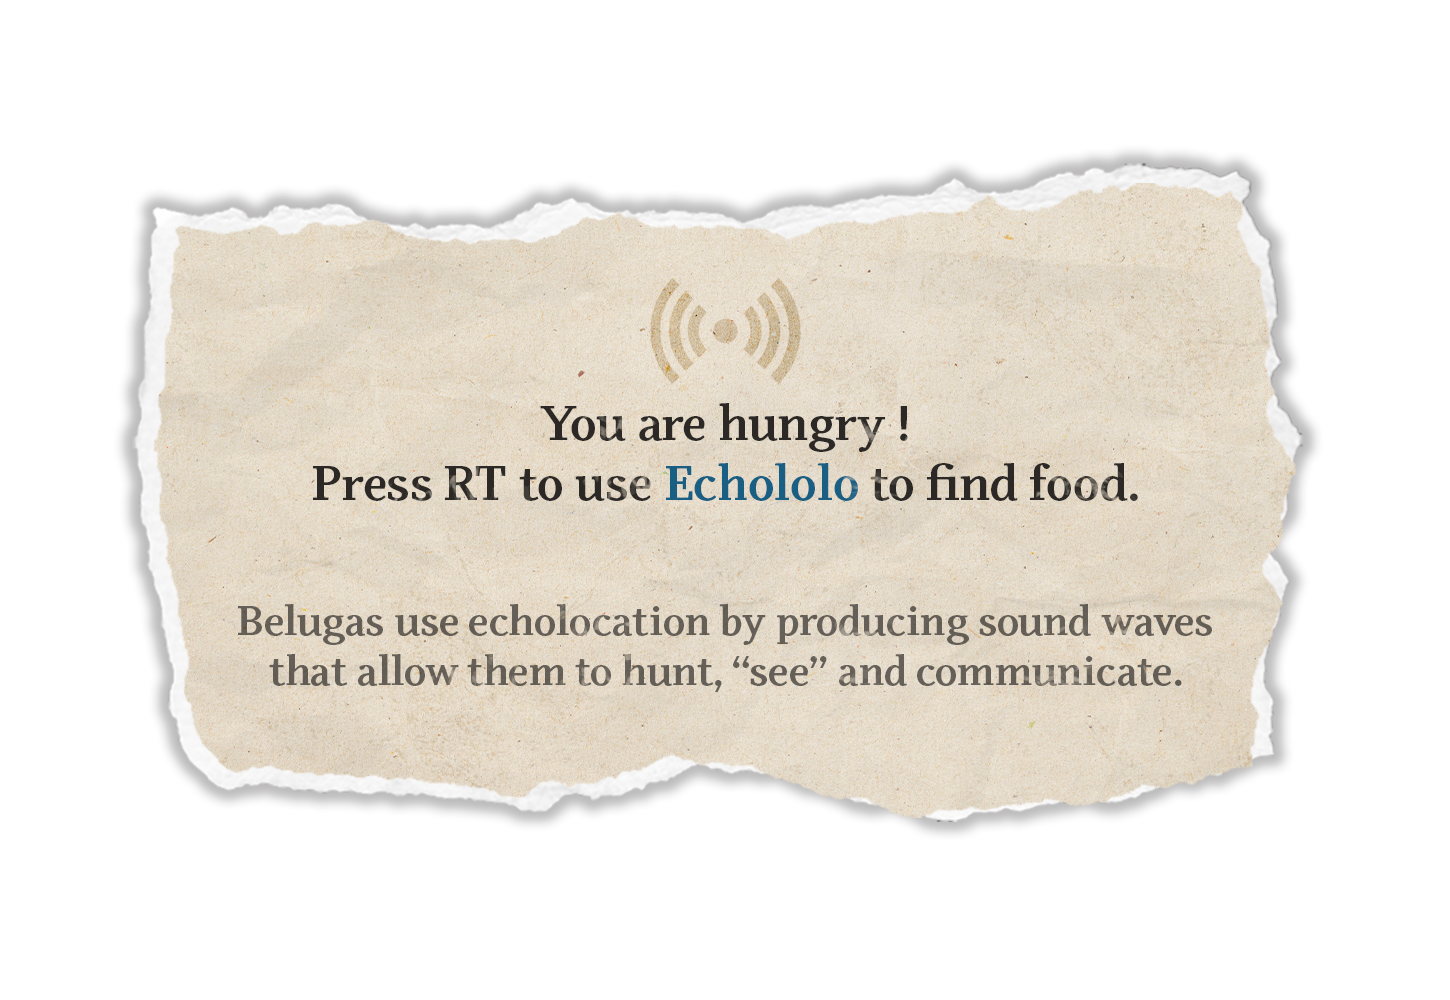 You are hungry !
Press RT to use Echololo to find food.
Belugas use echolocation by producing sound waves
that allow them to hunt, “see” and communicate.